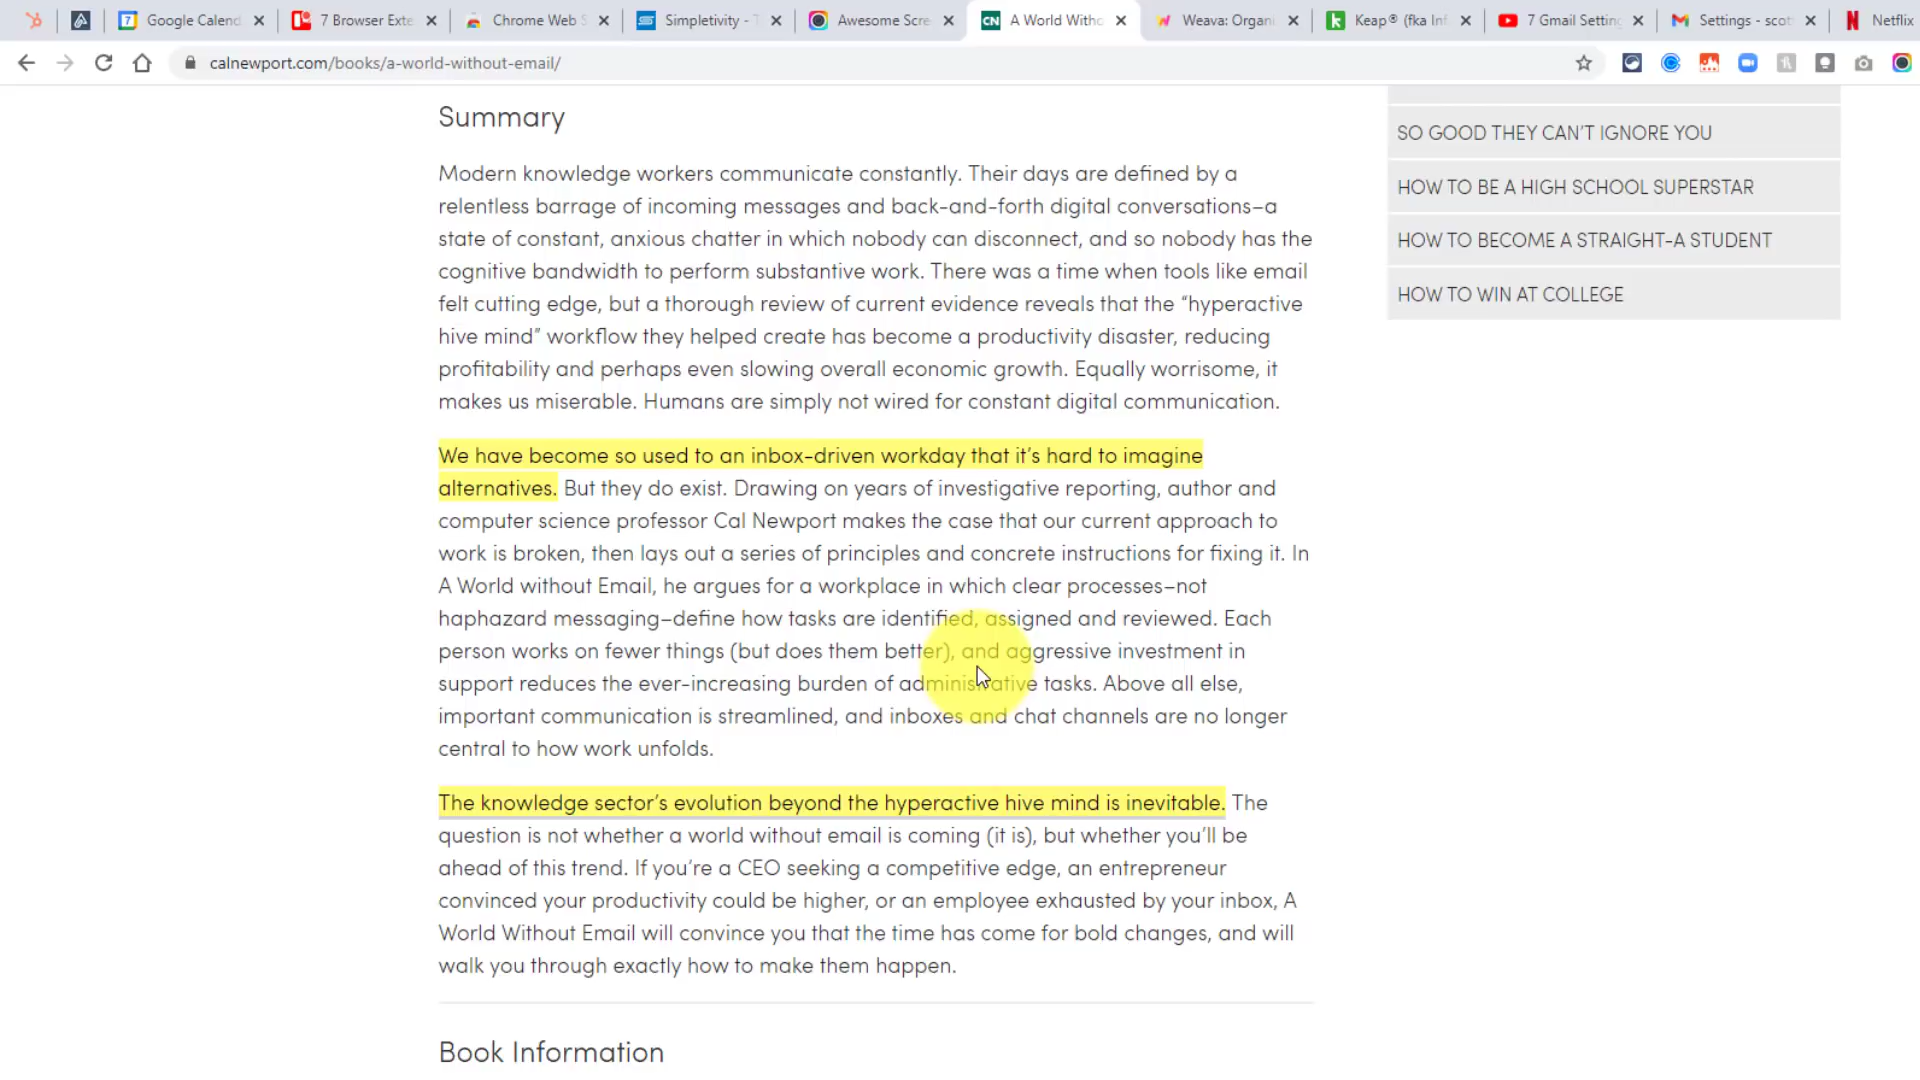 Google Calend
7 Browser Exte
Chrome Web S
Simpletivity - T
Awesome Scre
CN
A World Witho
Weava: Organi
Keap® (fka Inf
7 Gmail Setting
Settings - scot
Netflix
calnewport.com/books/a-world-without-email/
Summary
Modern knowledge workers communicate constantly. Their days are defined by a
relentless barrage of incoming messages and back-and-forth digital conversations–a
state of constant, anxious chatter in which nobody can disconnect, and so nobody has the
cognitive bandwidth to perform substantive work. There was a time when tools like email
felt cutting edge, but a thorough review of current evidence reveals that the “hyperactive
hive mind” workflow they helped create has become a productivity disaster, reducing
profitability and perhaps even slowing overall economic growth. Equally worrisome, it
makes us miserable. Humans are simply not wired for constant digital communication.
We have become so used to an inbox-driven workday that it’s hard to imagine
alternatives. But they do exist. Drawing on years of investigative reporting, author and
computer science professor Cal Newport makes the case that our current approach to
work is broken, then lays out a series of principles and concrete instructions for fixing it. In
A World without Email, he argues for a workplace in which clear processes–not
haphazard messaging–define how tasks are identified, assigned and reviewed. Each
person works on fewer things (but does them better), and aggressive investment in
support reduces the ever-increasing burden of administrative tasks. Above all else,
important communication is streamlined, and inboxes and chat channels are no longer
central to how work unfolds.
The knowledge sector’s evolution beyond the hyperactive hive mind is inevitable. The
question is not whether a world without email is coming (it is), but whether you’ll be
ahead of this trend. If you’re a CEO seeking a competitive edge, an entrepreneur
convinced your productivity could be higher, or an employee exhausted by your inbox, A
World Without Email will convince you that the time has come for bold changes, and will
walk you through exactly how to make them happen.
Book Information
SO GOOD THEY CAN’T IGNORE YOU
HOW TO BE A HIGH SCHOOL SUPERSTAR
HOW TO BECOME A STRAIGHT-A STUDENT
HOW TO WIN AT COLLEGE